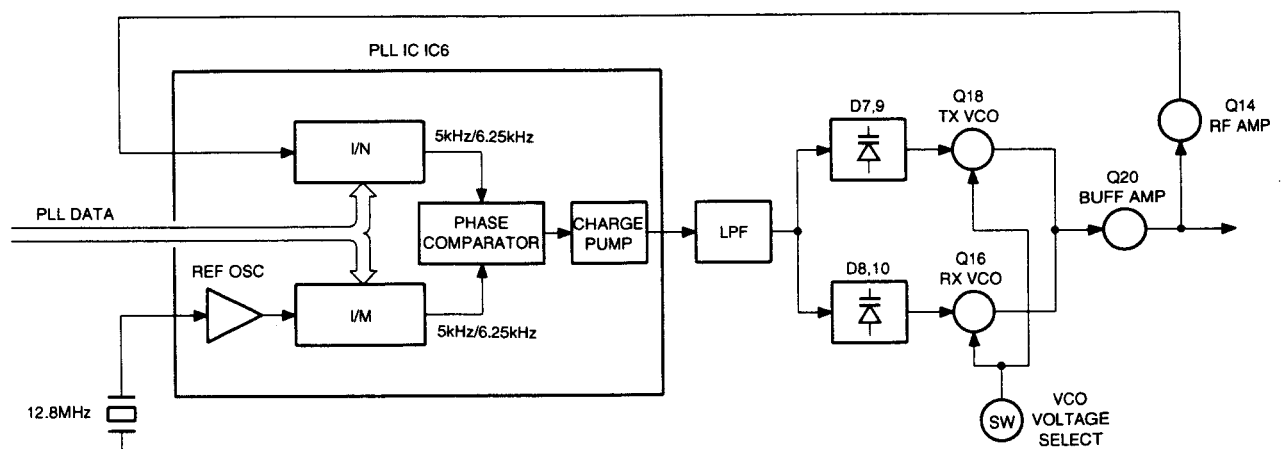 PLL IC IC6
Q14
RF AMP
Q18
TX VCO
D7,9
5kHz/6.25kHz
I/N
Q20
BUFF AMP
PLL DATA
PHASE
COMPARATOR
CHARGE
PUMP
LPF
REF OSC
D8,10
Q16
RX VCO
I/M
5kHz/6.25kHz
12.8MHz
SW
VCO
VOLTAGE
SELECT